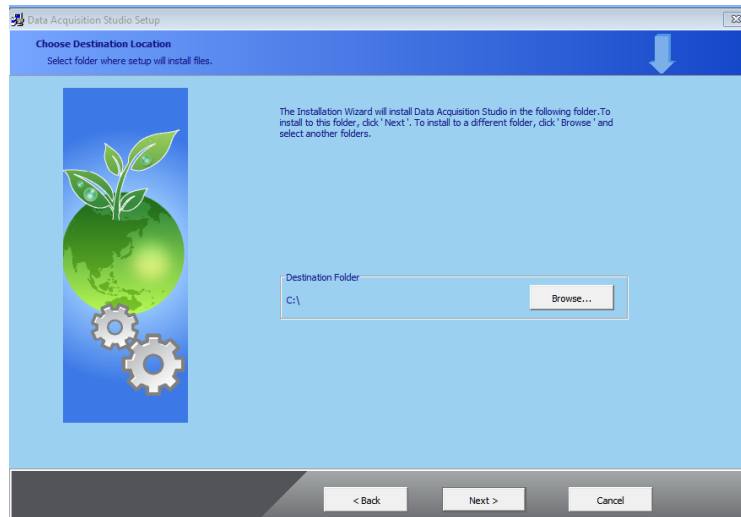 Data Acquisition Studio Setup
Choose Destination Location
Select folder where setup will install files.
The Installation Wizard will install Data Acquisition Studio in the following folder.To
install to this folder, click ' Next '. To install to a different folder, click ' Browse ' and
select another folders.
Destination Folder
C:\
Browse...
< Back
Next >
Cancel